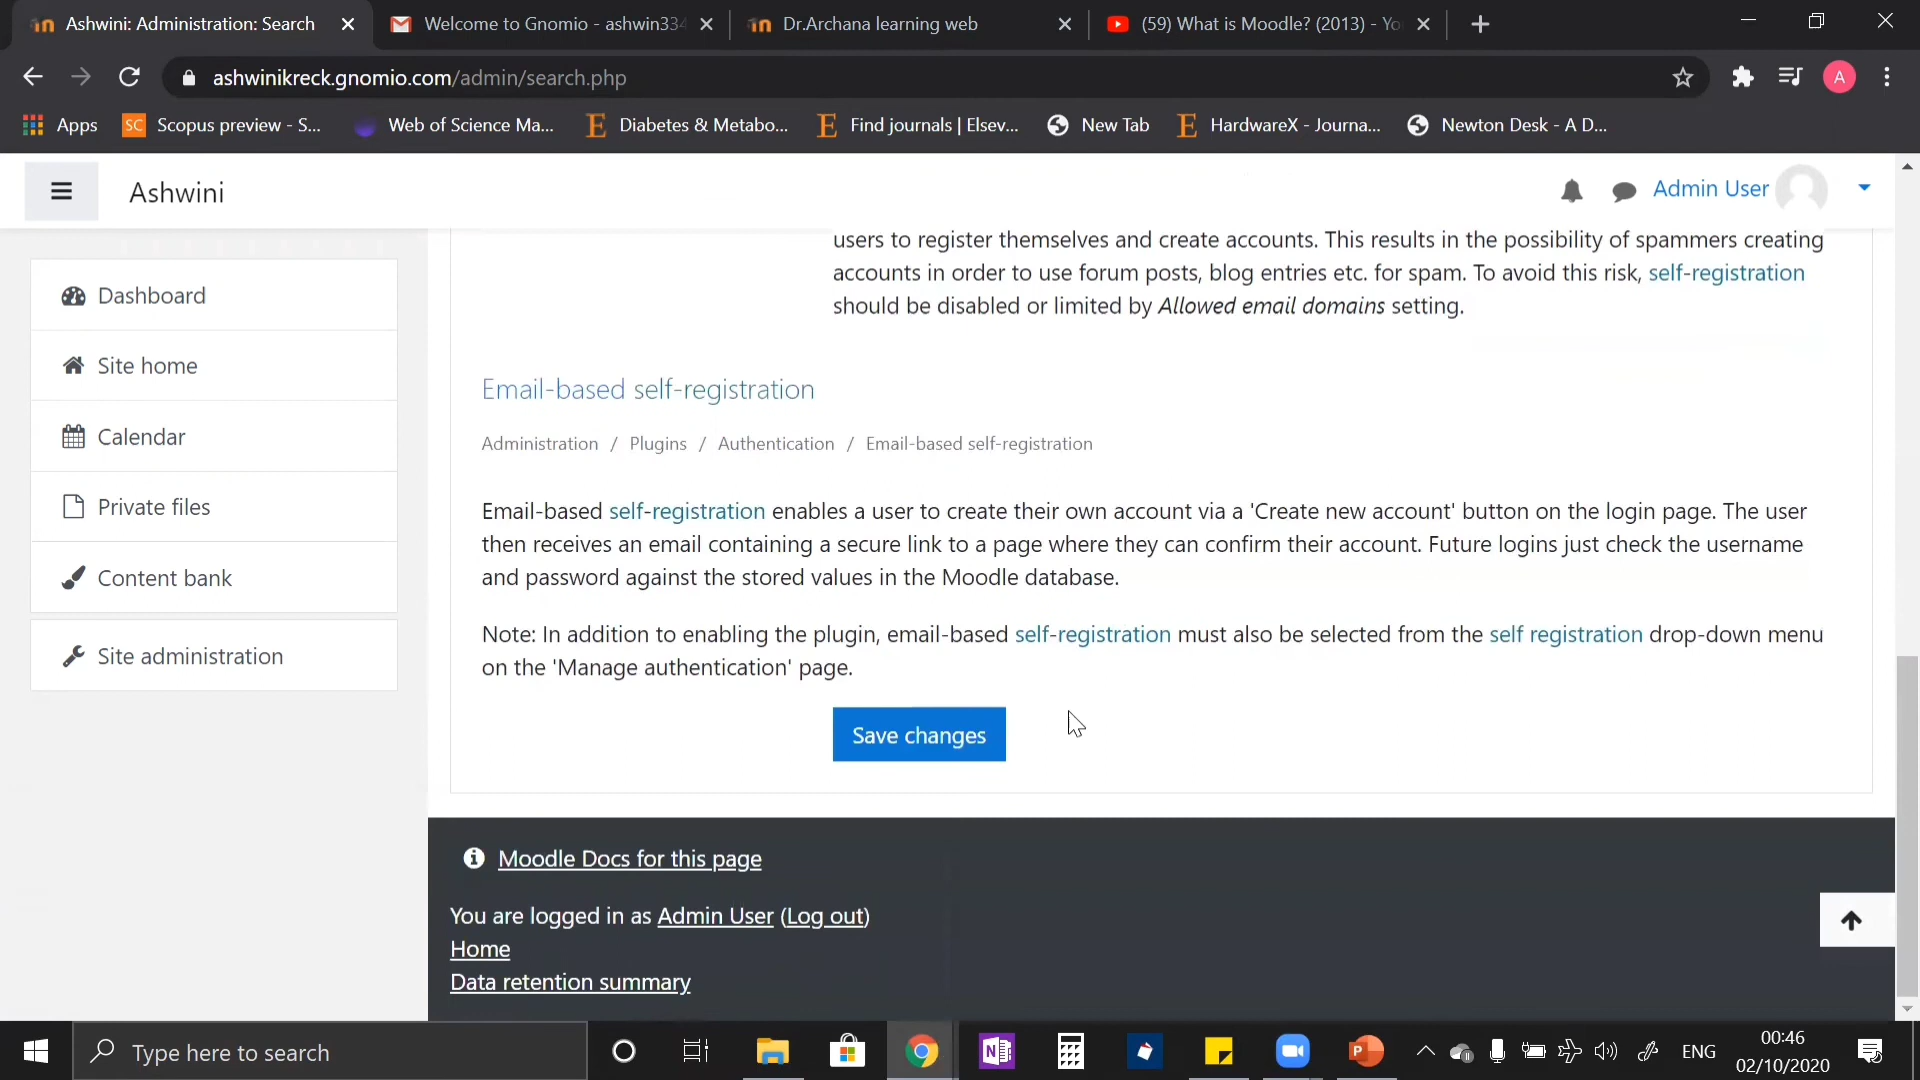 Ashwini: Administration: Search
Welcome to Gnomio - ashwin334
Dr.Archana learning web
(59) What is Moodle? (2013) - Yo
ashwinikreck.gnomio.com/admin/search.php
A
Apps
SC Scopus preview - S...
Web of Science Ma...
Diabetes & Metabo...
Find journals | Elsev...
New Tab
HardwareX - Journa...
Newton Desk - A D...
Ashwini
Admin User
Dashboard
Site home
Calendar
Private files
Content bank
Site administration
users to register themselves and create accounts. This results in the possibility of spammers creating
accounts in order to use forum posts, blog entries etc. for spam. To avoid this risk, self-registration
should be disabled or limited by Allowed email domains setting.
Email-based self-registration
Administration / Plugins / Authentication / Email-based self-registration
Email-based self-registration enables a user to create their own account via a 'Create new account' button on the login page. The user
then receives an email containing a secure link to a page where they can confirm their account. Future logins just check the username
and password against the stored values in the Moodle database.
Note: In addition to enabling the plugin, email-based self-registration must also be selected from the self registration drop-down menu
on the 'Manage authentication' page.
Save changes
Moodle Docs for this page
You are logged in as Admin User (Log out)
Home
Data retention summary
Type here to search
ENG
00:46
02/10/2020